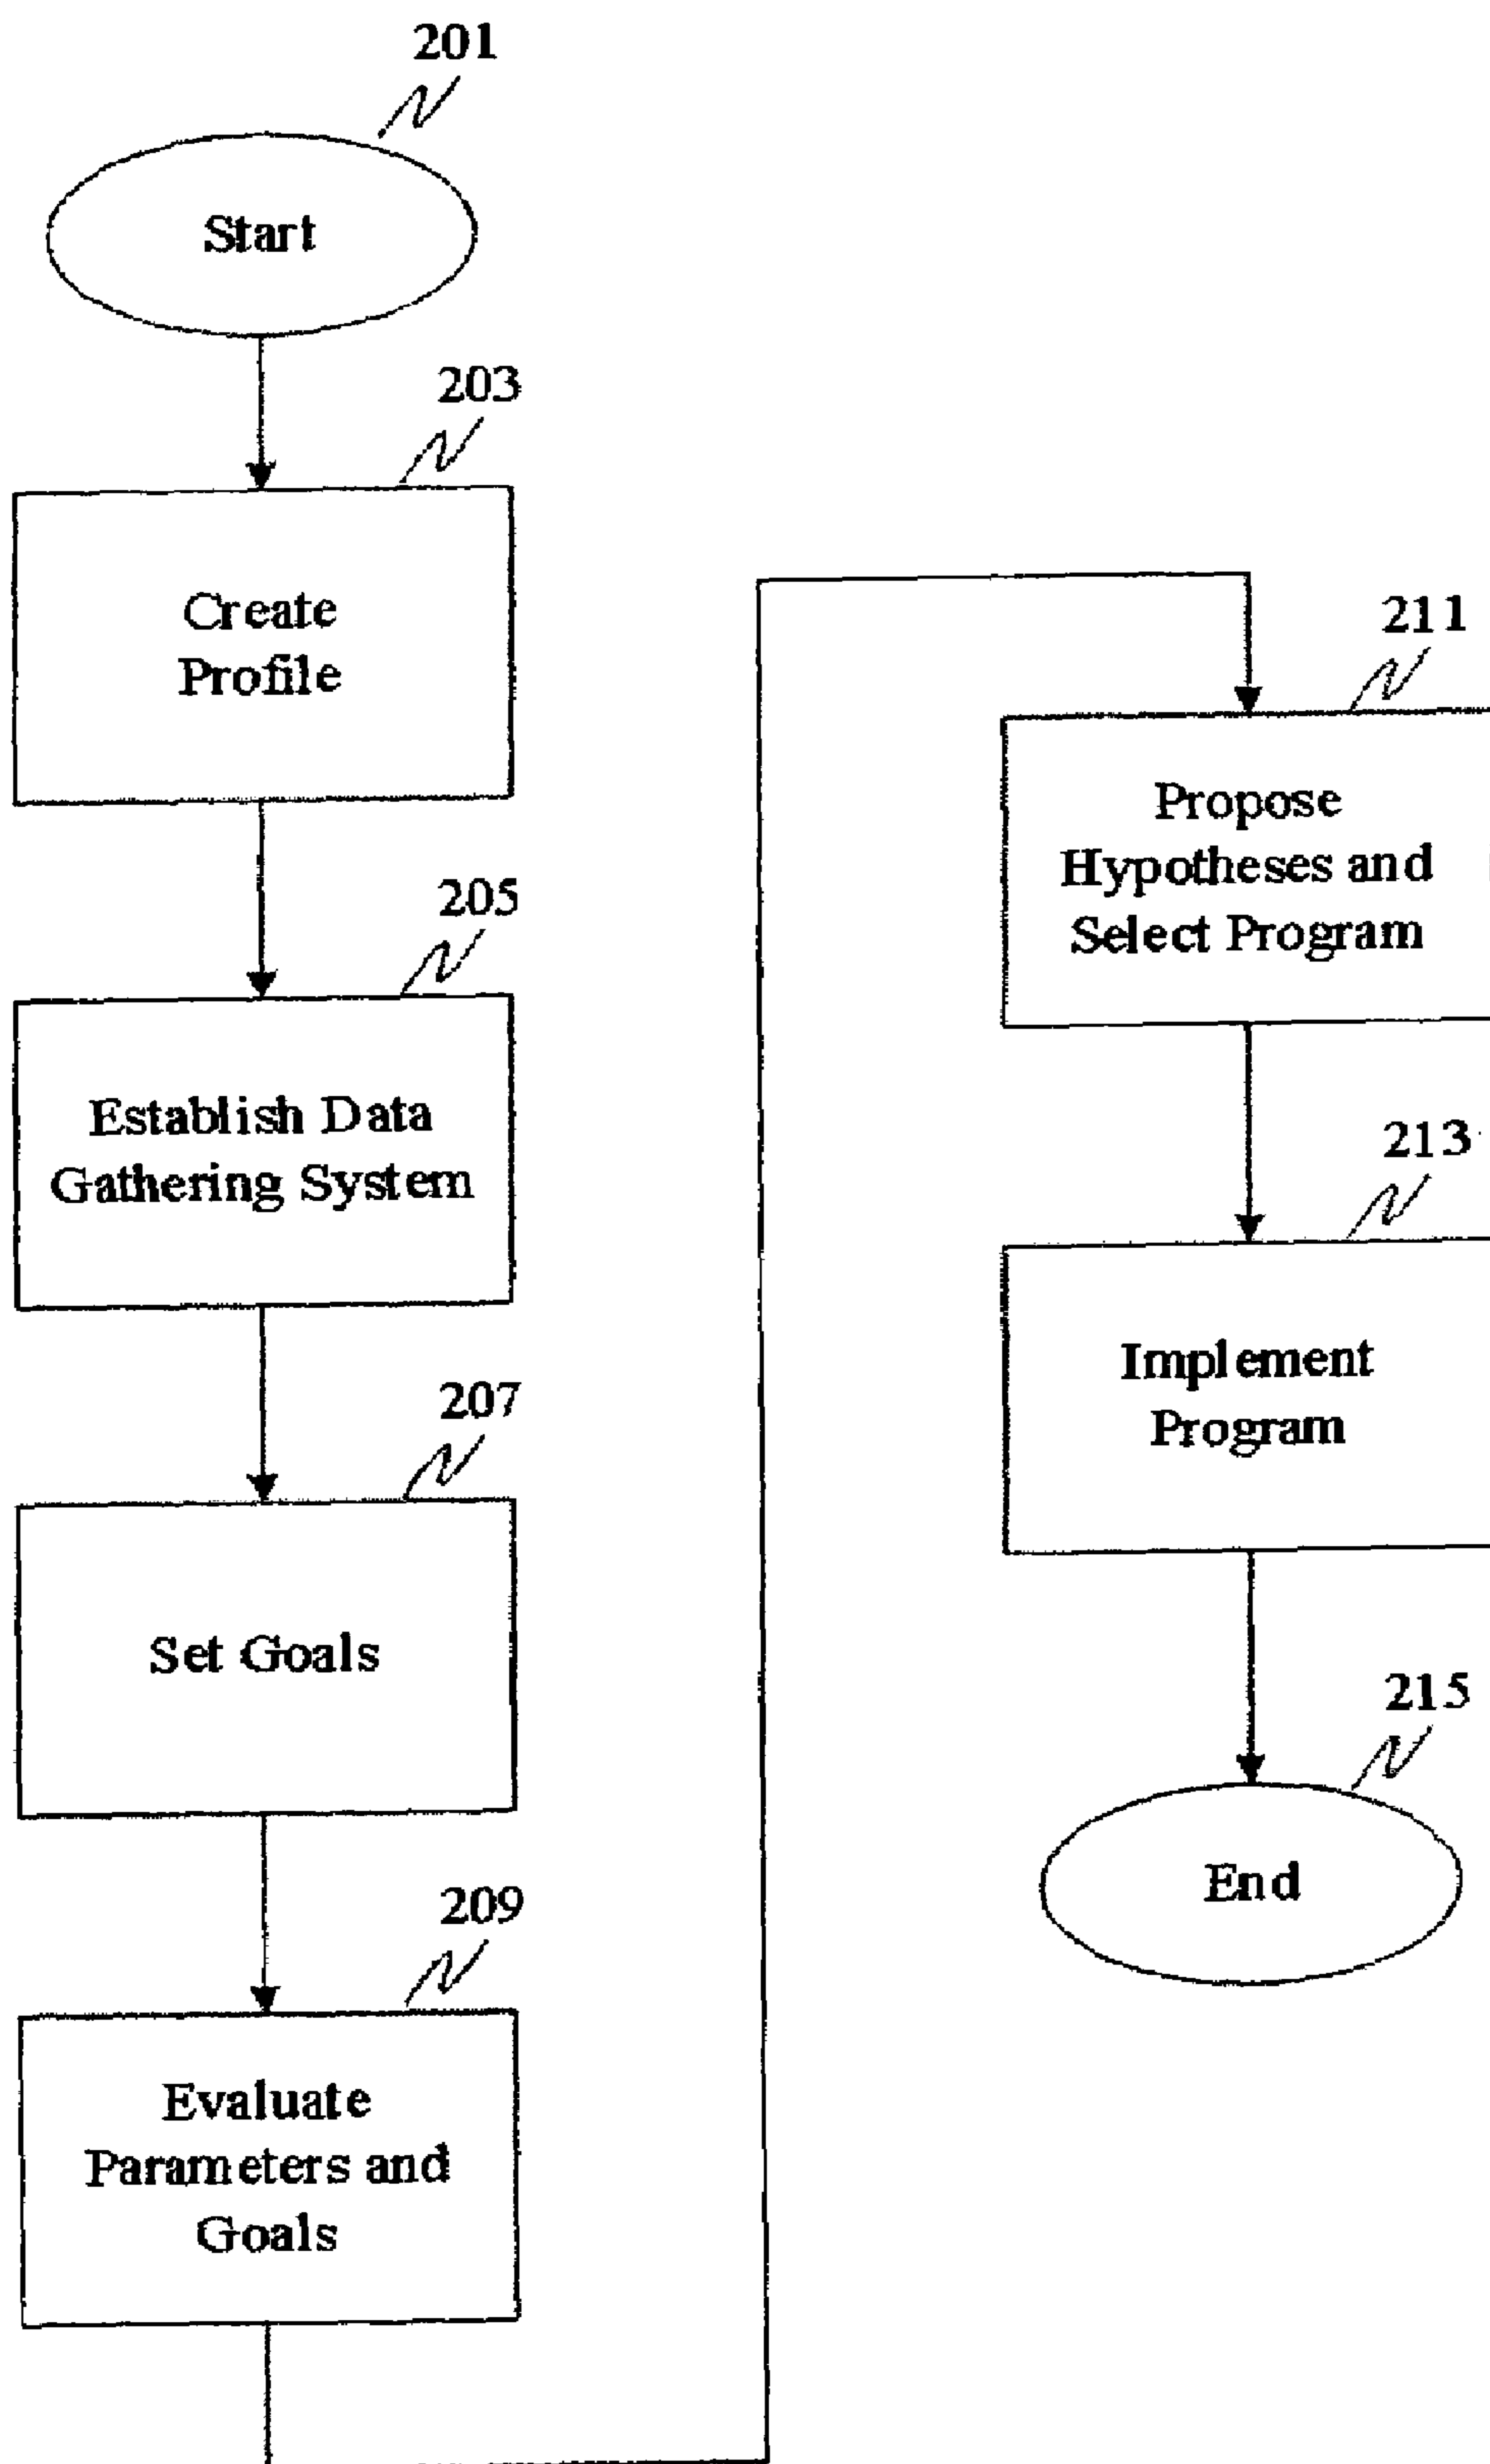 201
Start
203
Create
Profile
205
Establish Data
Gathering System
207
Set Goals
209
Evaluate
Parameters and
Goals
211
Propose
Hypotheses and
Select Program
213
Implement
Program
215
End